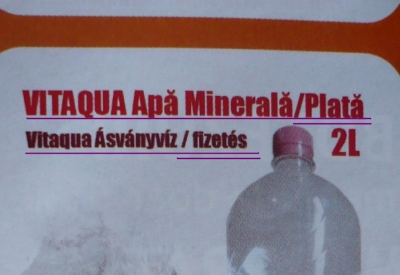 VITAQUA Apă Minerală/Plată
Vitaqua Ásványvíz / fizetés
2L